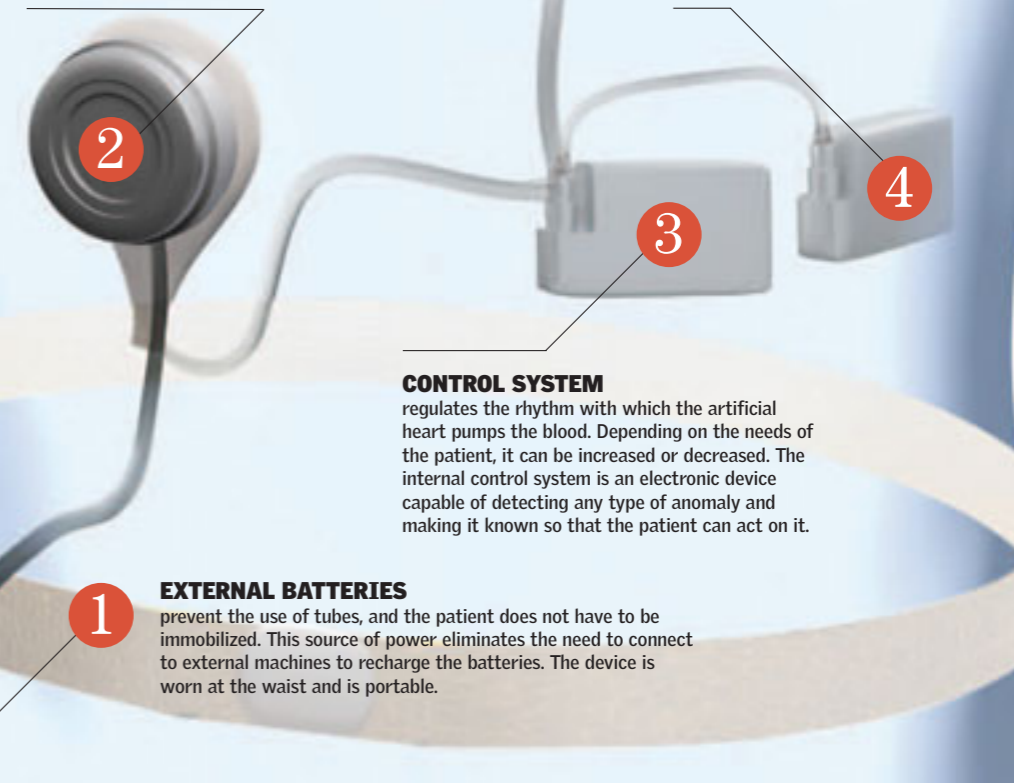 2
4
3
CONTROL SYSTEM
regulates the rhythm with which the artificial
heart pumps the blood. Depending on the needs of
the patient, it can be increased or decreased. The
internal control system is an electronic device
capable of detecting any type of anomaly and
making it known so that the patient can act on it.
1
EXTERNAL BATTERIES
prevent the use of tubes, and the patient does not have to be
immobilized. This source of power eliminates the need to connect
to external machines to recharge the batteries. The device is
worn at the waist and is portable.